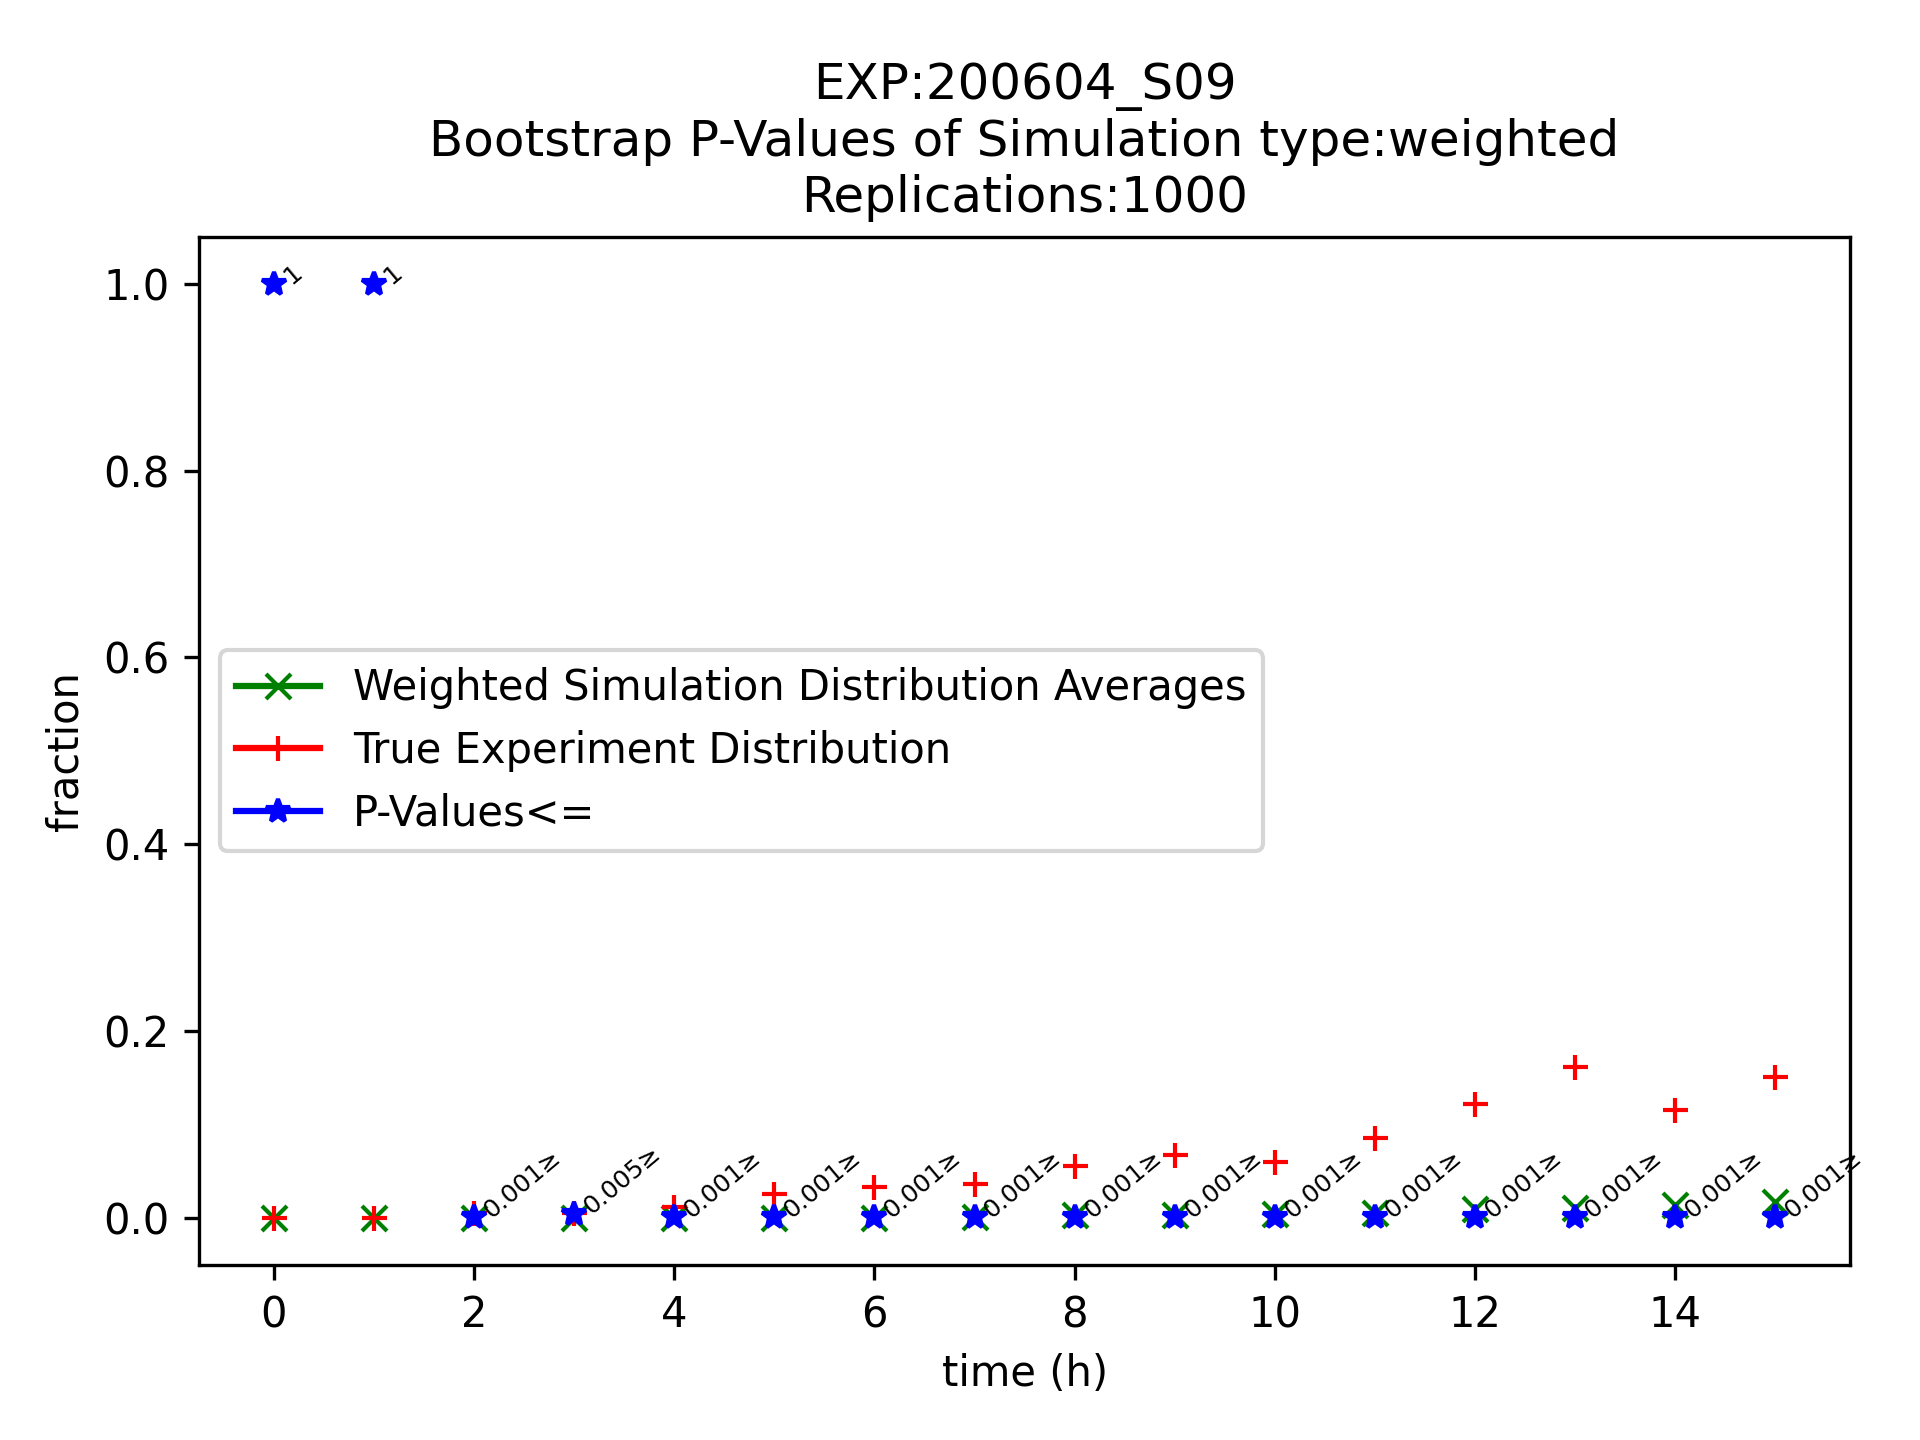 EXP:200604_S09
Bootstrap P-Values of Simulation type:weighted
Replications:1000
1.0
0.8
0.6
0.4
0.2
0.0
fraction
1
1
Weighted Simulation Distribution Averages
True Experiment Distribution
P-Values<=
0.001≥
0.005≥
0.001≥
0.001≥
0.001≥
0.001≥
0.001≥
0.001≥
0.001≥
0.001≥
0.001≥
0.001≥
0.001≥
0.001≥
0 2 4 6 8 10 12 14
time (h)